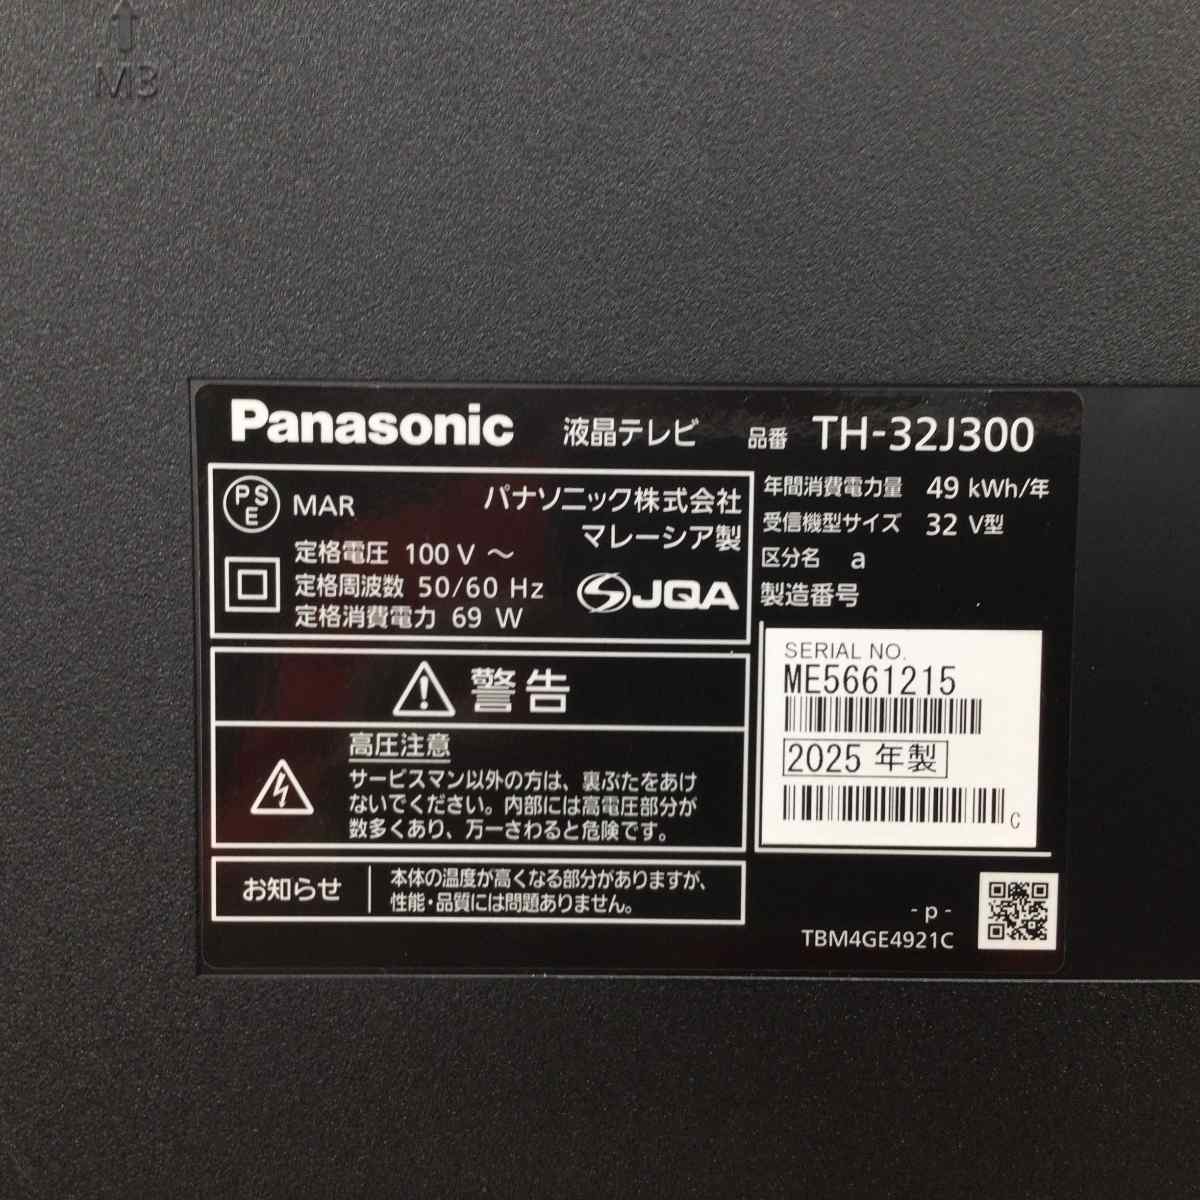 M3
Panasonic 液晶テレビ 品番 TH-32J300
PSE MAR パナソニック株式会社
マレーシア製
定格電圧 100 V ～
定格周波数 50/60 Hz
定格消費電力 69 W
JQA
年間消費電力量 49 kWh/年
受信機型サイズ 32 V型
区分名 a
製造番号
SERIAL NO.
ME5661215
2025 年製
C
警告
高圧注意
サービスマン以外の方は、裏ぶたをあけ
ないでください。内部には高電圧部分が
数多くあり、万一さわると危険です。
お知らせ
本体の温度が高くなる部分がありますが、
性能・品質には問題ありません。
- p -
TBM4GE4921C